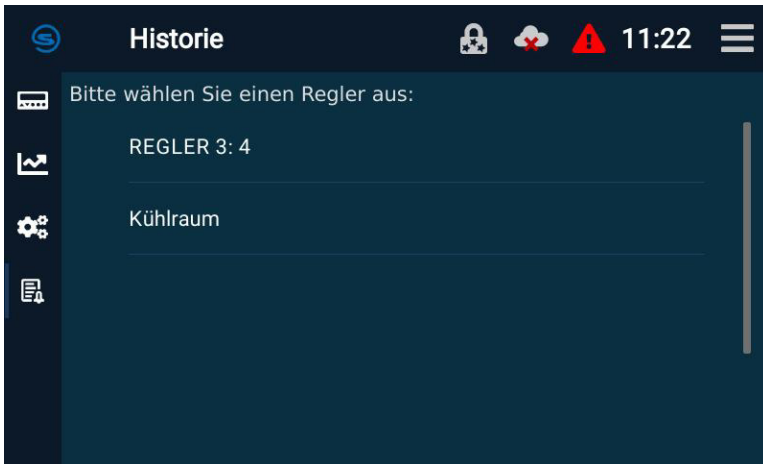 Historie
11:22
Bitte wählen Sie einen Regler aus:
REGLER 3: 4
Kühlraum